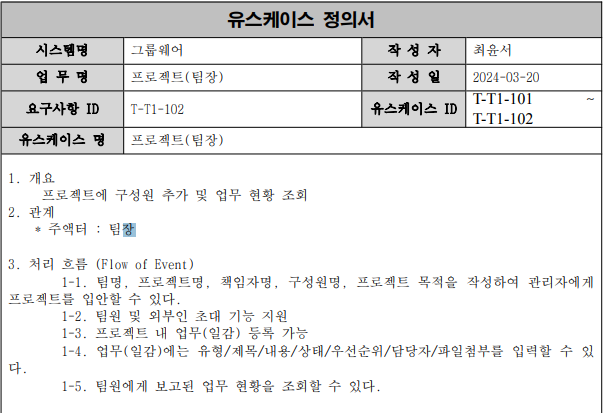 유스케이스 정의서
시스템명 그룹웨어 작 성 자 최윤서
업 무 명 프로젝트(팀장) 작 성 일 2024-03-20
요구사항 ID T-T1-102 유스케이스 ID T-T1-101 ~
T-T1-102
유스케이스 명 프로젝트(팀장)
1. 개요
프로젝트에 구성원 추가 및 업무 현황 조회
2. 관계
* 주액터 : 팀장
3. 처리 흐름 (Flow of Event)
1-1. 팀명, 프로젝트명, 책임자명, 구성원명, 프로젝트 목적을 작성하여 관리자에게
프로젝트를 입안할 수 있다.
1-2. 팀원 및 외부인 초대 기능 지원
1-3. 프로젝트 내 업무(일감) 등록 가능
1-4. 업무(일감)에는 유형/제목/내용/상태/우선순위/담당자/파일첨부를 입력할 수 있
다.
1-5. 팀원에게 보고된 업무 현황을 조회할 수 있다.